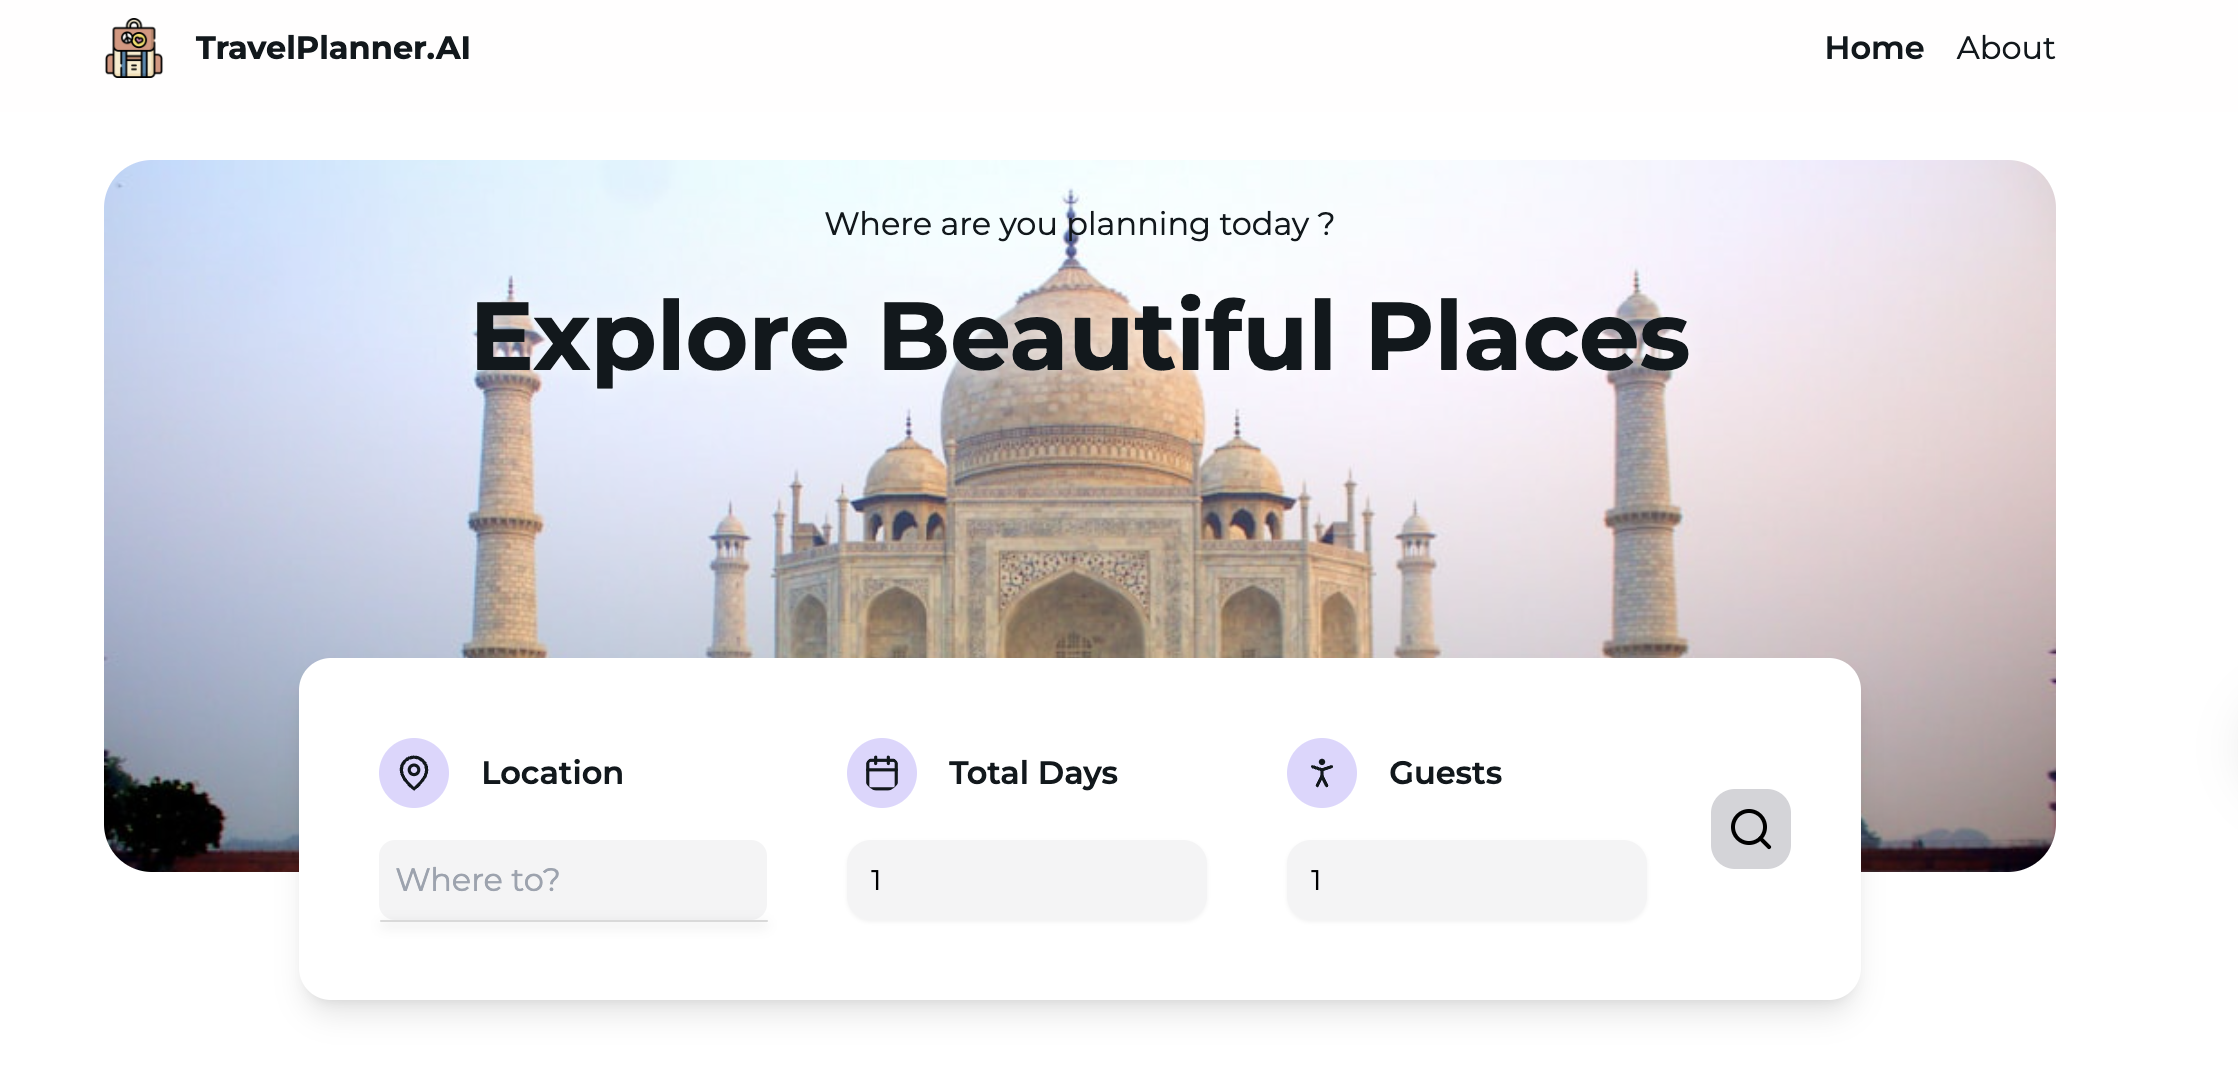 TravelPlanner.AI
Home About
Where are you planning today ?
Explore Beautiful Places
Location
Total Days
Guests
Where to?
1
1